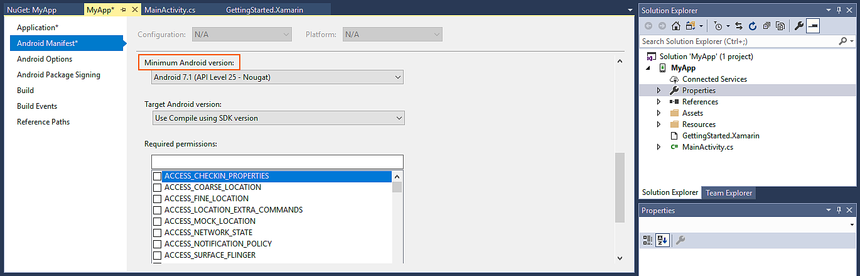 NuGet: MyApp
MyApp*
MainActivity.cs
GettingStarted.Xamarin
Application*
Android Manifest*
Android Options
Android Package Signing
Build
Build Events
Reference Paths
Configuration: N/A
Platform: N/A
Minimum Android version:
Android 7.1 (API Level 25 - Nougat)
Target Android version:
Use Compile using SDK version
Required permissions:
ACCESS_CHECKIN_PROPERTIES
ACCESS_COARSE_LOCATION
ACCESS_FINE_LOCATION
ACCESS_LOCATION_EXTRA_COMMANDS
ACCESS_MOCK_LOCATION
ACCESS_NETWORK_STATE
ACCESS_NOTIFICATION_POLICY
ACCESS_SURFACE_FLINGER
Solution Explorer
Search Solution Explorer (Ctrl+;)
Solution 'MyApp' (1 project)
MyApp
Connected Services
Properties
References
Assets
Resources
GettingStarted.Xamarin
C# MainActivity.cs
Solution Explorer
Team Explorer
Properties